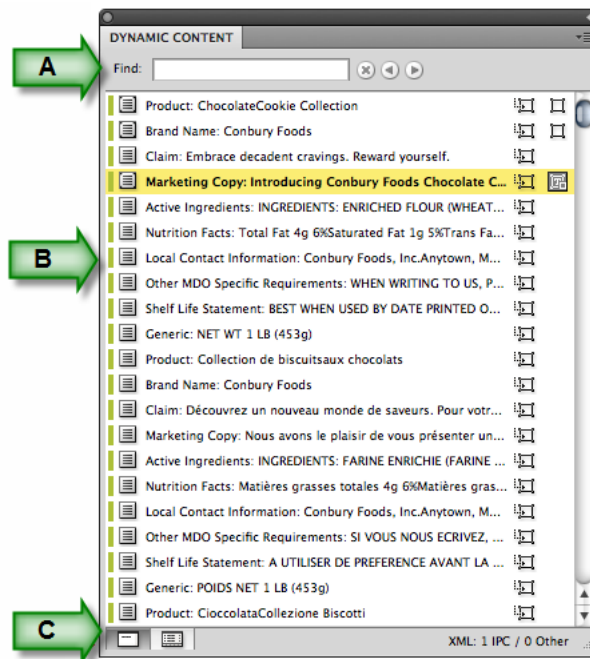 DYNAMIC CONTENT
A
Find:
Product: ChocolateCookie Collection
Brand Name: Conbury Foods
Claim: Embrace decadent cravings. Reward yourself.
Marketing Copy: Introducing Conbury Foods Chocolate C...
Active Ingredients: INGREDIENTS: ENRICHED FLOUR (WHEAT...
Nutrition Facts: Total Fat 4g 6%Saturated Fat 1g 5%Trans Fa...
B
Local Contact Information: Conbury Foods, Inc.Anytown, M...
Other MDO Specific Requirements: WHEN WRITING TO US, P...
Shelf Life Statement: BEST WHEN USED BY DATE PRINTED O...
Generic: NET WT 1 LB (453g)
Product: Collection de biscuitsaux chocolats
Brand Name: Conbury Foods
Claim: Découvrez un nouveau monde de saveurs. Pour votr...
Marketing Copy: Nous avons le plaisir de vous présenter un...
Active Ingredients: INGREDIENTS: FARINE ENRICHIE (FARINE ...
Nutrition Facts: Matières grasses totales 4g 6%Matières gras...
Local Contact Information: Conbury Foods, Inc.Anytown, M...
Other MDO Specific Requirements: SI VOUS NOUS ECRIVEZ, ...
Shelf Life Statement: A UTILISER DE PREFERENCE AVANT LA ...
Generic: POIDS NET 1 LB (453g)
Product: CioccolataCollezione Biscotti
C
XML: 1 IPC / 0 Other